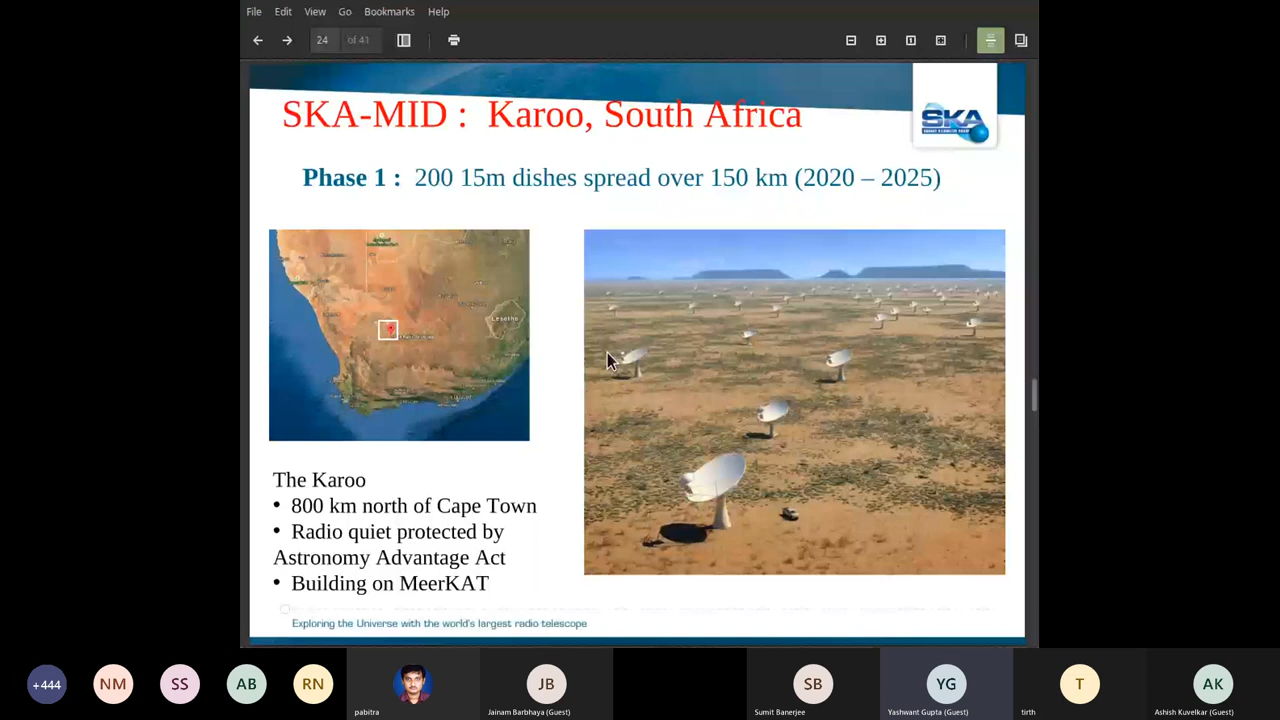 File Edit View Go Bookmarks Help
24 of 41
SKA-MID : Karoo, South Africa
SKA
Phase 1 : 200 15m dishes spread over 150 km (2020 – 2025)
Lesotho
The Karoo
• 800 km north of Cape Town
• Radio quiet protected by
Astronomy Advantage Act
• Building on MeerKAT
Exploring the Universe with the world's largest radio telescope
+444 NM SS AB RN JB SB YG T AK
pabitra Jainam Barbhaya (Guest) Sumit Banerjee Yashwant Gupta (Guest) tirth Ashish Kuvelkar (Guest)